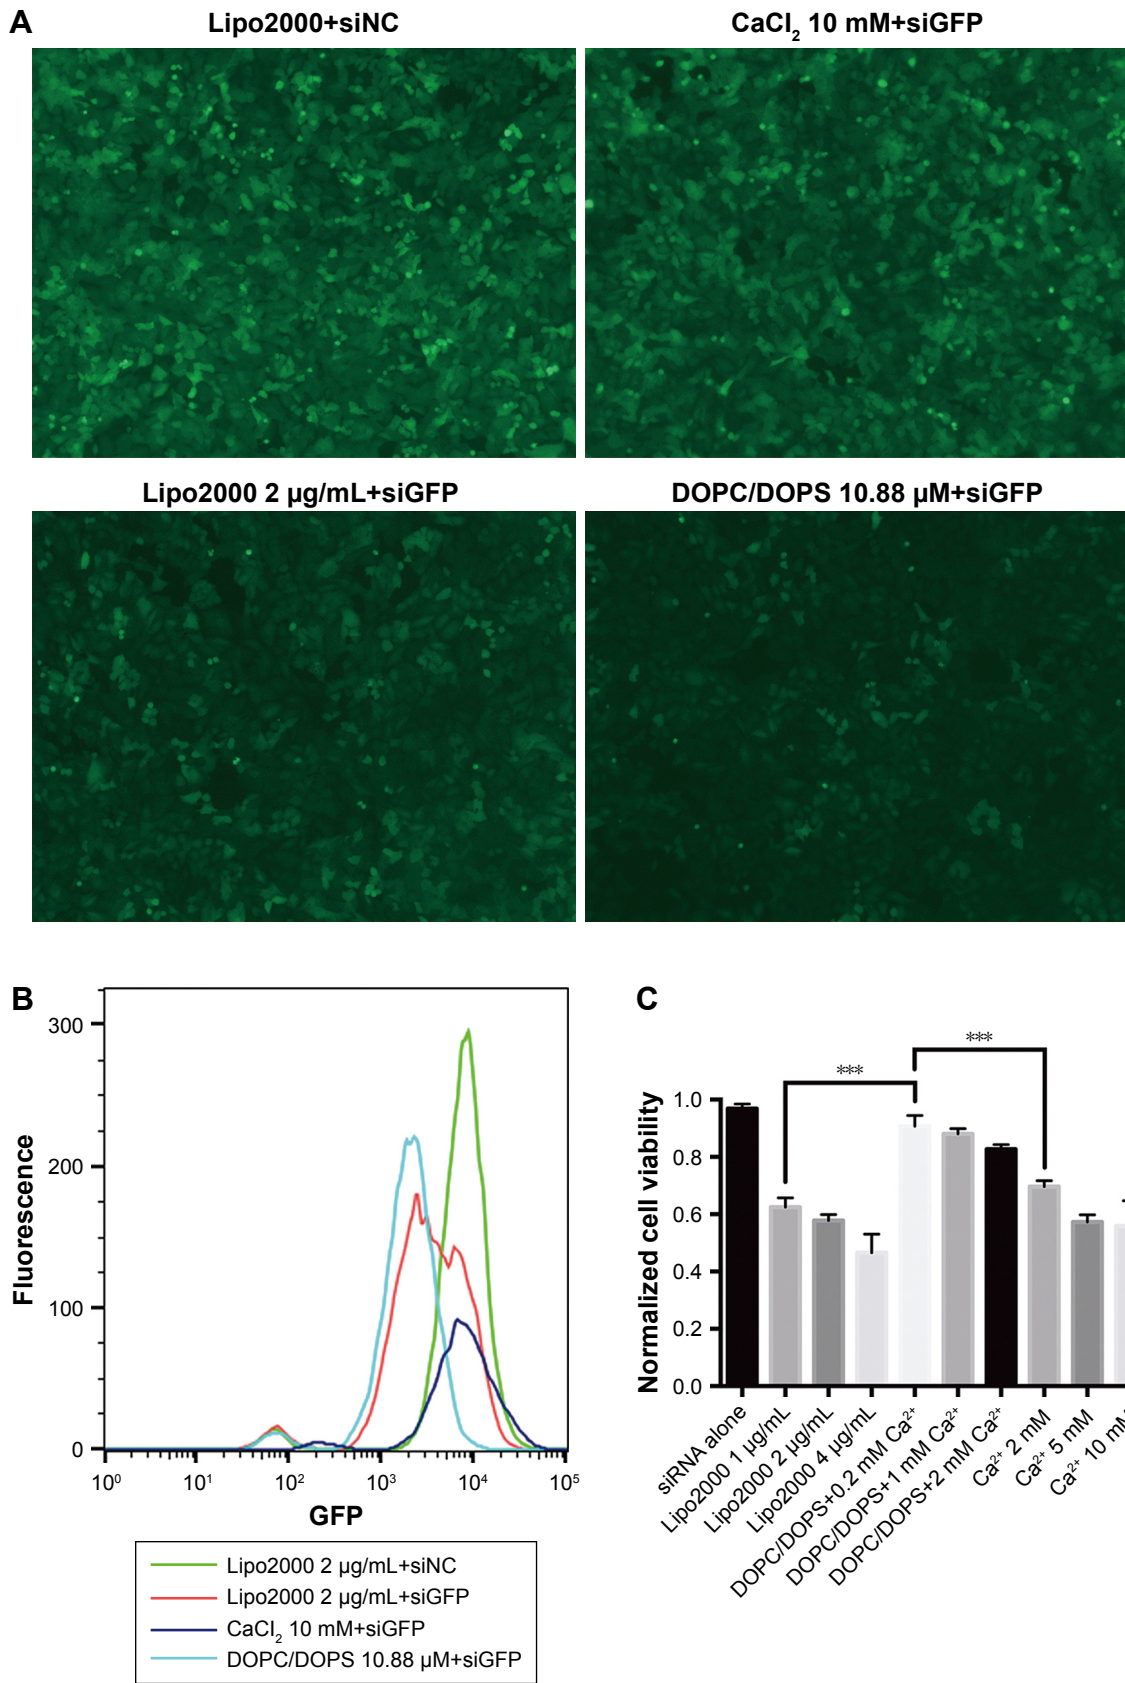 A
Lipo2000+siNC
CaCl₂ 10 mM+siGFP
Lipo2000 2 µg/mL+siGFP
DOPC/DOPS 10.88 µM+siGFP
B
300
200
100
0
Fluorescence
10⁰ 10¹ 10² 10³ 10⁴ 10⁵
GFP
Lipo2000 2 µg/mL+siNC
Lipo2000 2 µg/mL+siGFP
CaCl₂ 10 mM+siGFP
DOPC/DOPS 10.88 µM+siGFP
C
***
***
1.0
0.8
0.6
0.4
0.2
0.0
Normalized cell viability
siRNA alone
Lipo2000 1 µg/mL
Lipo2000 2 µg/mL
Lipo2000 4 µg/mL
DOPC/DOPS+0.2 mM Ca²⁺
DOPC/DOPS+1 mM Ca²⁺
DOPC/DOPS+2 mM Ca²⁺
Ca²⁺ 2 mM
Ca²⁺ 5 mM
Ca²⁺ 10 mM